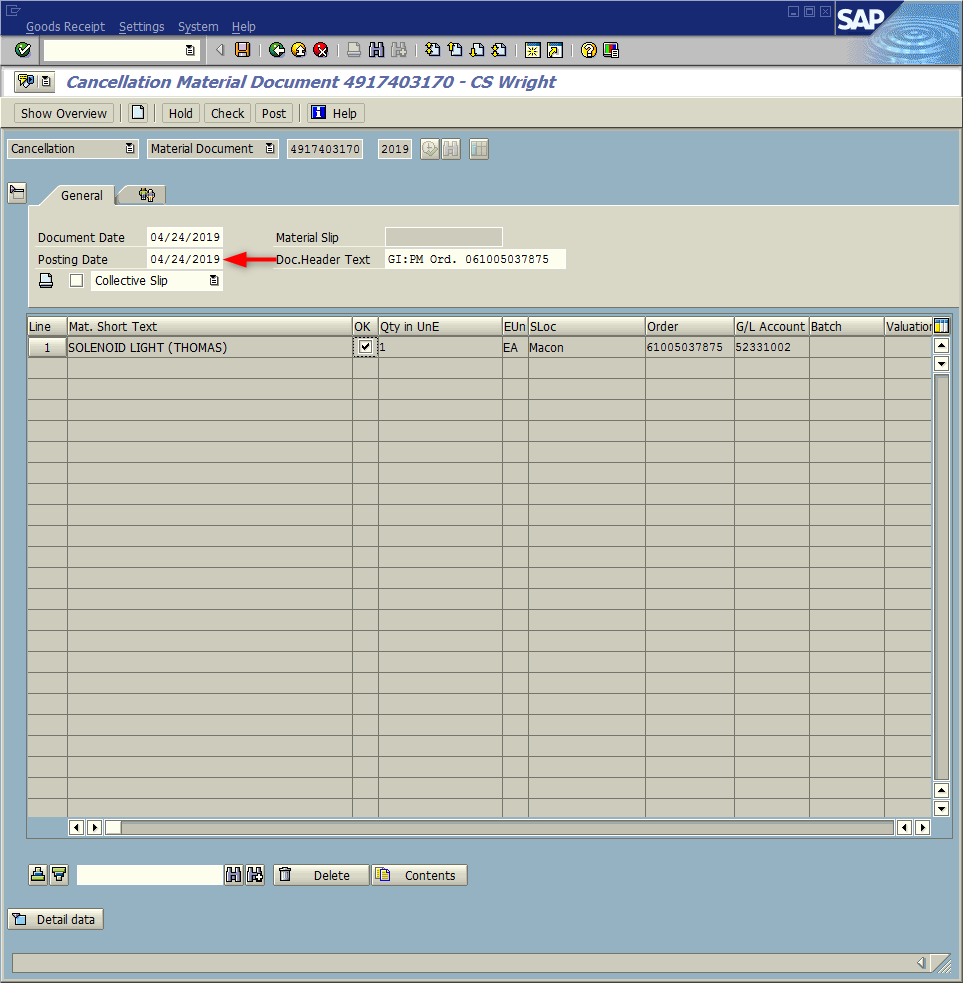 Goods Receipt Settings System Help
SAP
Cancellation Material Document 4917403170 - CS Wright
Show Overview Hold Check Post Help
Cancellation Material Document 4917403170 2019
General
Document Date 04/24/2019 Material Slip
Posting Date 04/24/2019 Doc.Header Text GI:PM Ord. 061005037875
Collective Slip
Line Mat. Short Text OK Qty in UnE EUn SLoc Order G/L Account Batch Valuation
1 SOLENOID LIGHT (THOMAS) 1 EA Macon 61005037875 52331002
Delete Contents
Detail data